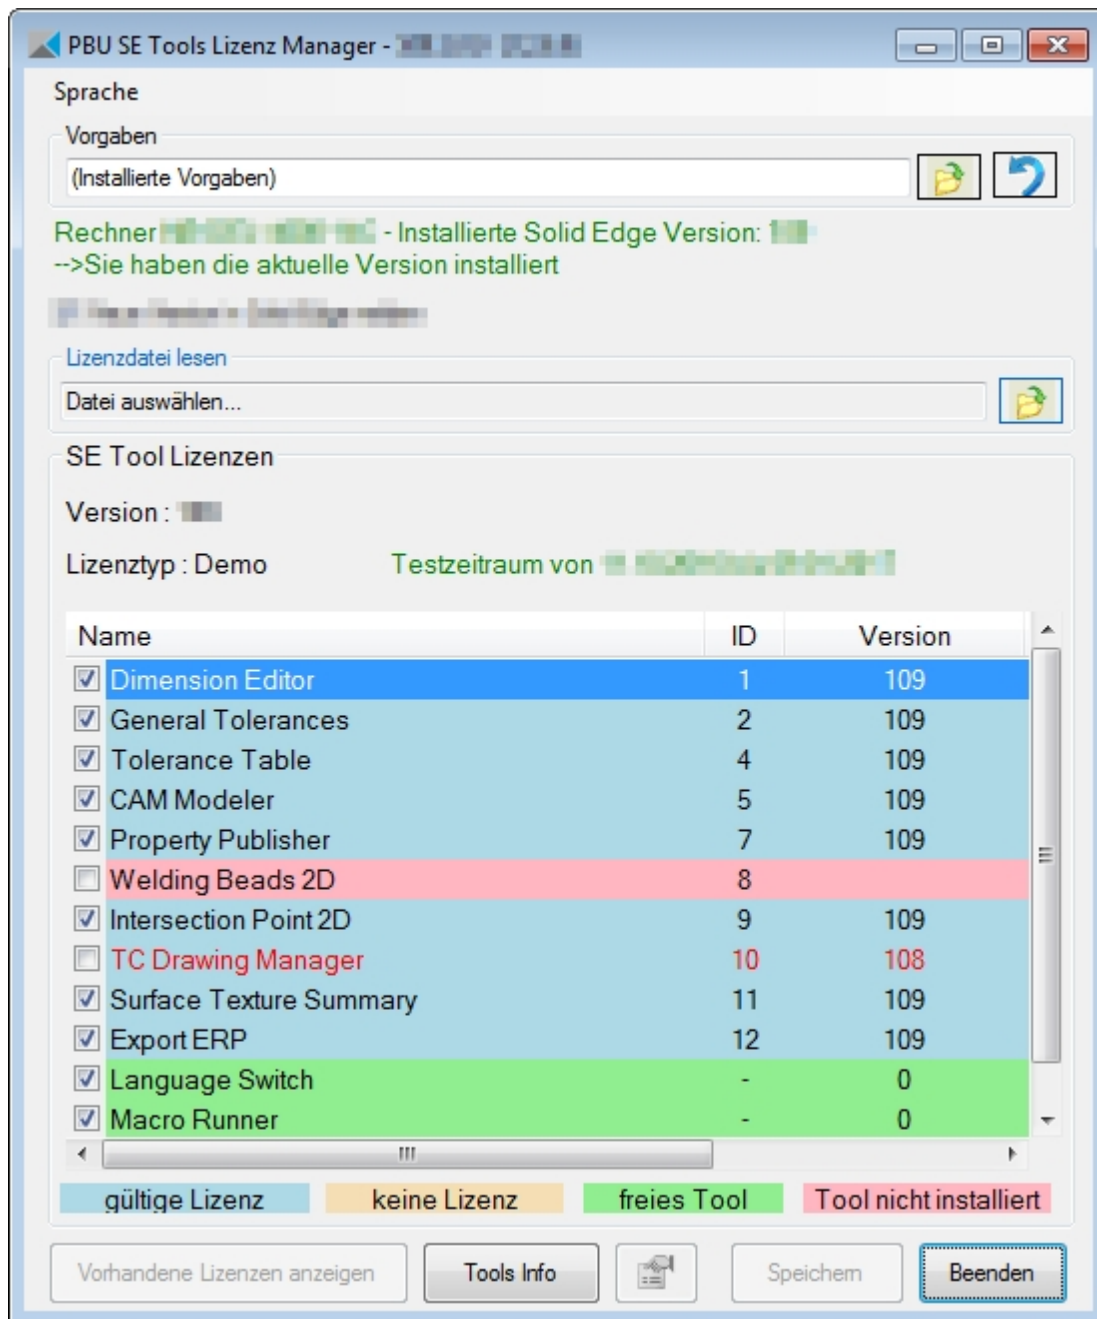 PBU SE Tools Lizenz Manager -
Sprache
Vorgaben
(Installierte Vorgaben)
Rechner - Installierte Solid Edge Version:
-->Sie haben die aktuelle Version installiert
Lizenzdatei lesen
Datei auswählen...
SE Tool Lizenzen
Version :
Lizenztyp : Demo Testzeitraum von
Name ID Version
Dimension Editor 1 109
General Tolerances 2 109
Tolerance Table 4 109
CAM Modeler 5 109
Property Publisher 7 109
Welding Beads 2D 8
Intersection Point 2D 9 109
TC Drawing Manager 10 108
Surface Texture Summary 11 109
Export ERP 12 109
Language Switch - 0
Macro Runner - 0
gültige Lizenz keine Lizenz freies Tool Tool nicht installiert
Vorhandene Lizenzen anzeigen Tools Info Speichern Beenden